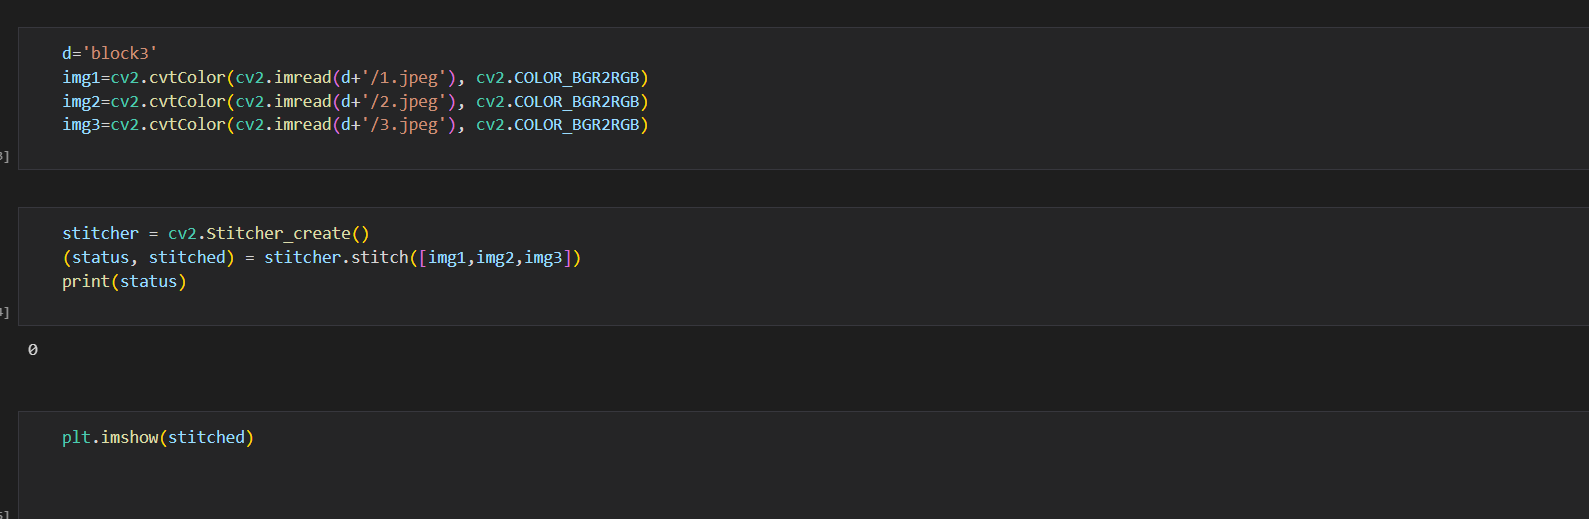 d='block3'
img1=cv2.cvtColor(cv2.imread(d+'/1.jpeg'), cv2.COLOR_BGR2RGB)
img2=cv2.cvtColor(cv2.imread(d+'/2.jpeg'), cv2.COLOR_BGR2RGB)
img3=cv2.cvtColor(cv2.imread(d+'/3.jpeg'), cv2.COLOR_BGR2RGB)
stitcher = cv2.Stitcher_create()
(status, stitched) = stitcher.stitch([img1,img2,img3])
print(status)
0
plt.imshow(stitched)